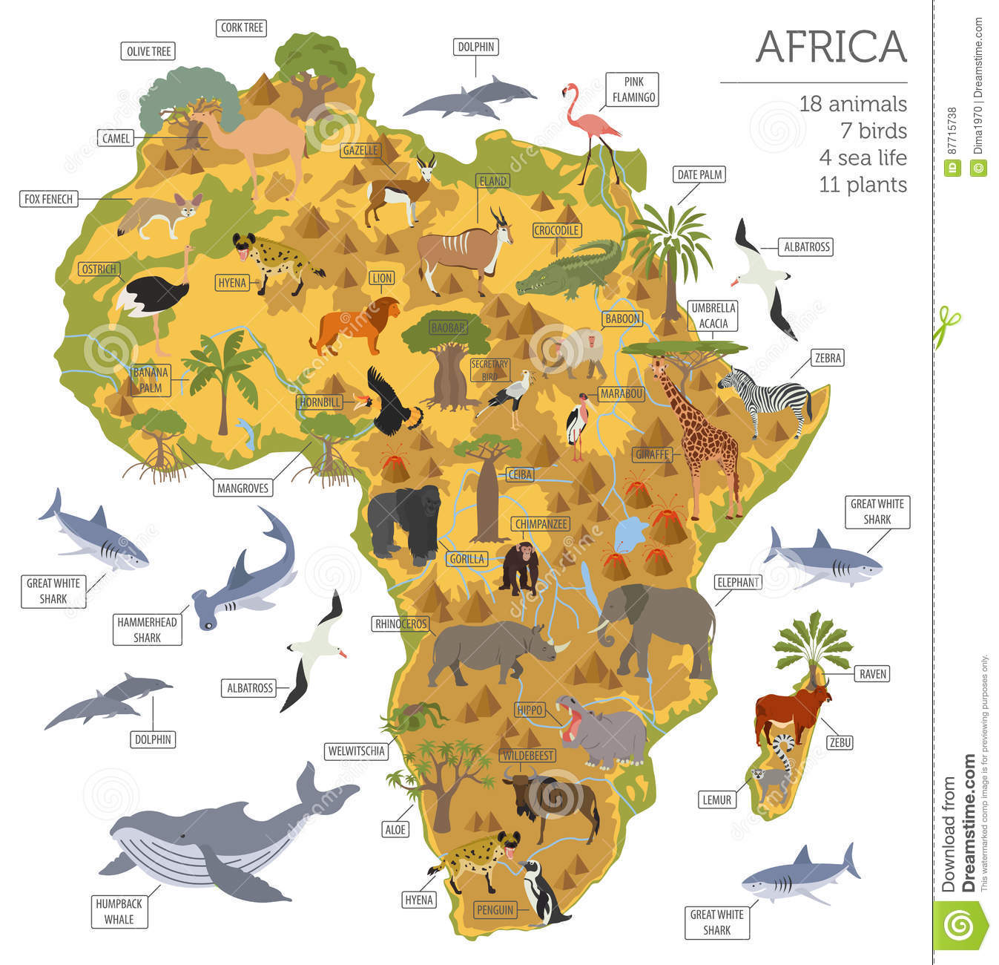 AFRICA
18 animals
7 birds
4 sea life
11 plants
CORK TREE
OLIVE TREE
DOLPHIN
PINK
FLAMINGO
CAMEL
GAZELLE
ELAND
DATE PALM
FOX FENECH
CROCODILE
ALBATROSS
OSTRICH
HYENA
LION
UMBRELLA
ACACIA
BAOBAB
BABOON
ZEBRA
BANANA
PALM
SECRETARY
BIRD
HORNBILL
MARABOU
GIRAFFE
CEIBA
MANGROVES
GREAT WHITE
SHARK
CHIMPANZEE
GORILLA
GREAT WHITE
SHARK
ELEPHANT
HAMMERHEAD
SHARK
RHINOCEROS
RAVEN
ALBATROSS
HIPPO
DOLPHIN
ZEBU
WELWITSCHIA
WILDEBEEST
LEMUR
ALOE
HYENA
PENGUIN
HUMPBACK
WHALE
GREAT WHITE
SHARK
dreamstime
ID 87715738
© Dima1970 | Dreamstime.com
Download from
Dreamstime.com
This watermarked comp image is for previewing purposes only.